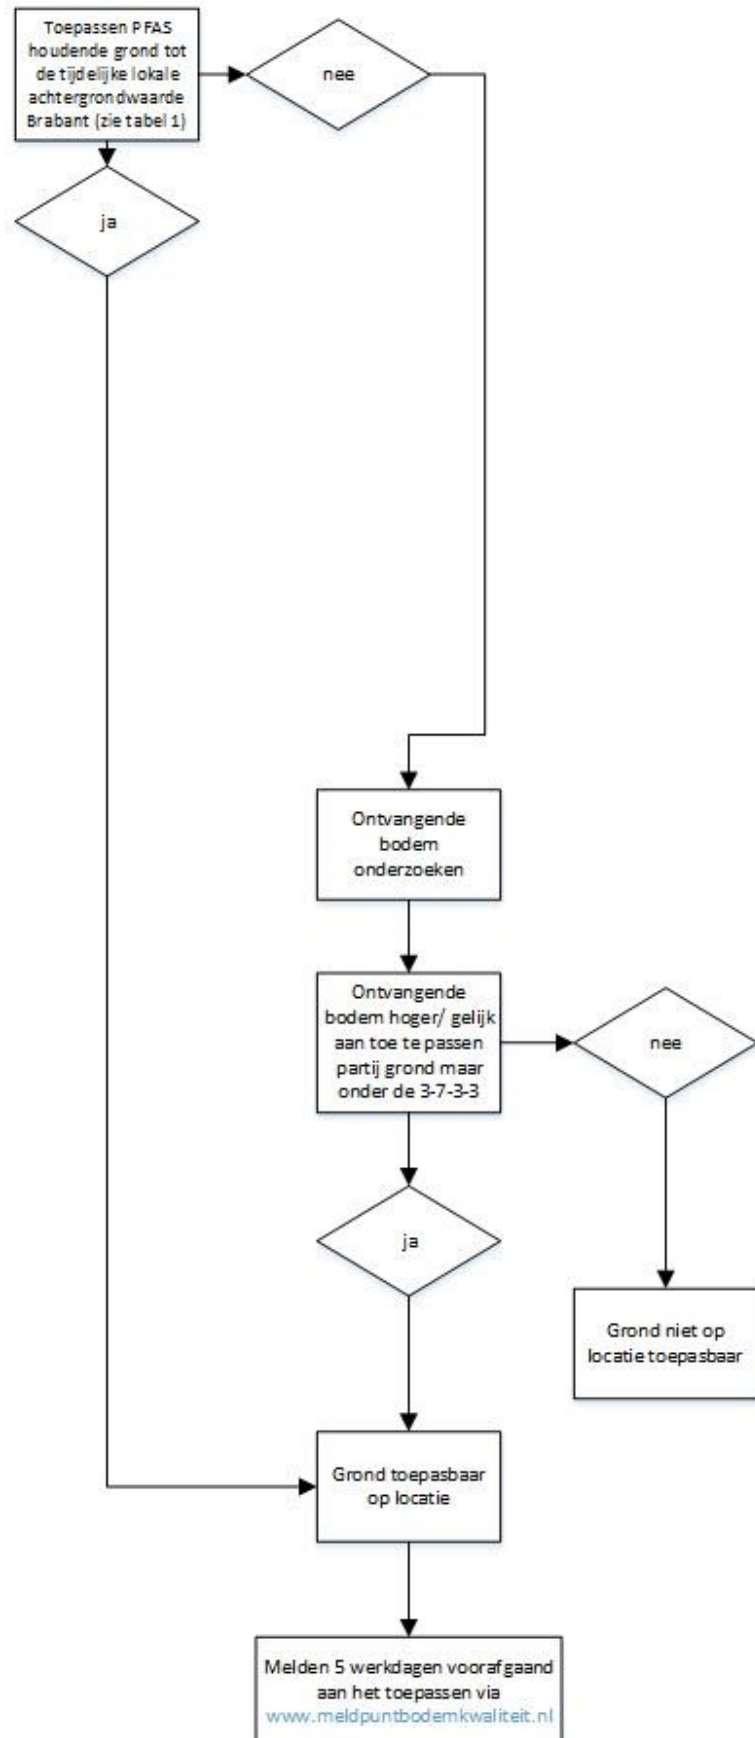 Toepassen PFAS
houdende grond tot
de tijdelijke lokale
achtergrondwaarde
Brabant (zie tabel 1)
nee
ja
Ontvangende
bodem
onderzoeken
Ontvangende
bodem hoger/ gelijk
aan toe te passen
partij grond maar
onder de 3-7-3-3
nee
ja
Grond niet op
locatie toepasbaar
Grond toepasbaar
op locatie
Melden 5 werkdagen voorafgaand
aan het toepassen via
www.meldpuntbodemkwaliteit.nl